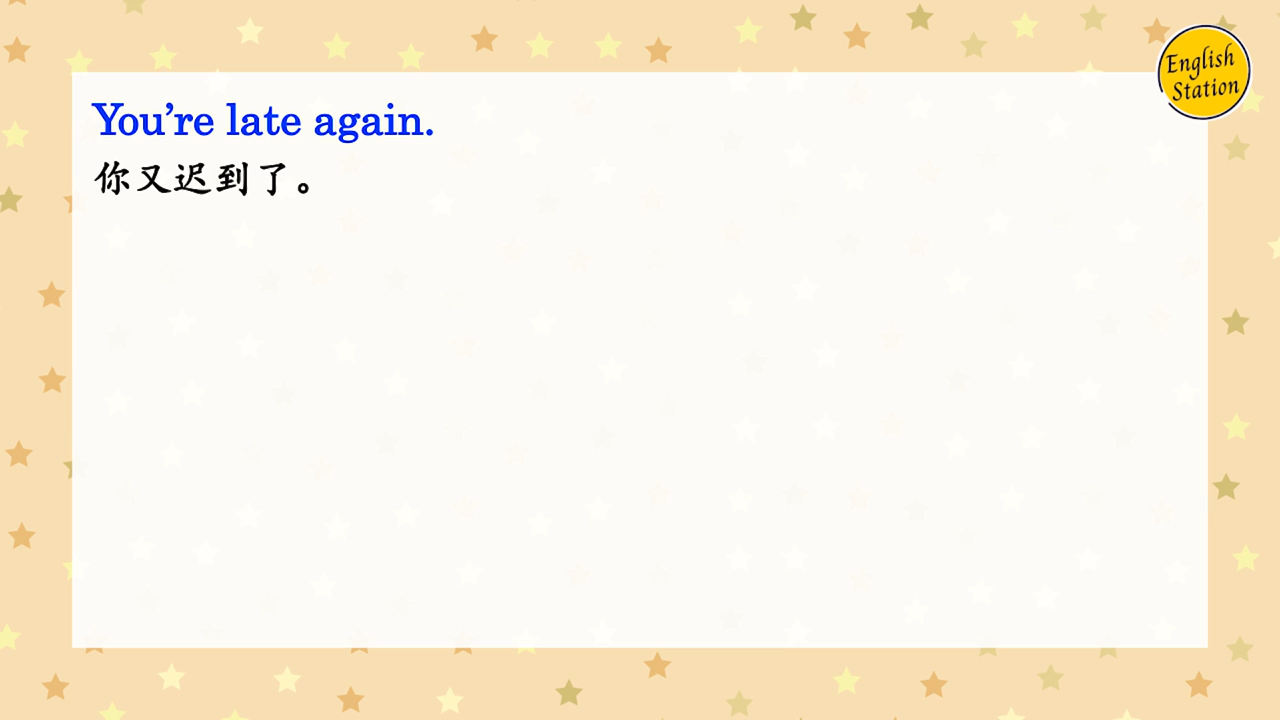 English
Station
You're late again.
你又迟到了。